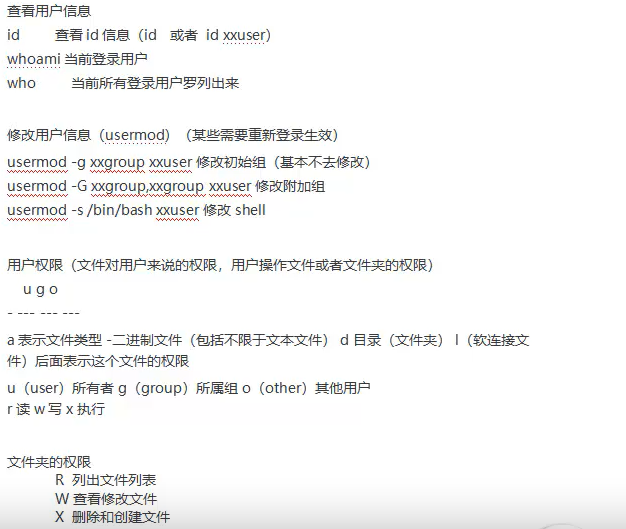 查看用户信息
id 查看 id 信息（id 或者 id xxuser）
whoami 当前登录用户
who 当前所有登录用户罗列出来
修改用户信息（usermod）（某些需要重新登录生效）
usermod -g xxgroup xxuser 修改初始组（基本不去修改）
usermod -G xxgroup,xxgroup xxuser 修改附加组
usermod -s /bin/bash xxuser 修改 shell
用户权限（文件对用户来说的权限，用户操作文件或者文件夹的权限）
u g o
- --- --- ---
a 表示文件类型 -二进制文件（包括不限于文本文件） d 目录（文件夹） l（软连接文
件）后面表示这个文件的权限
u（user）所有者 g（group）所属组 o（other）其他用户
r 读 w 写 x 执行
文件夹的权限
R 列出文件列表
W 查看修改文件
X 删除和创建文件